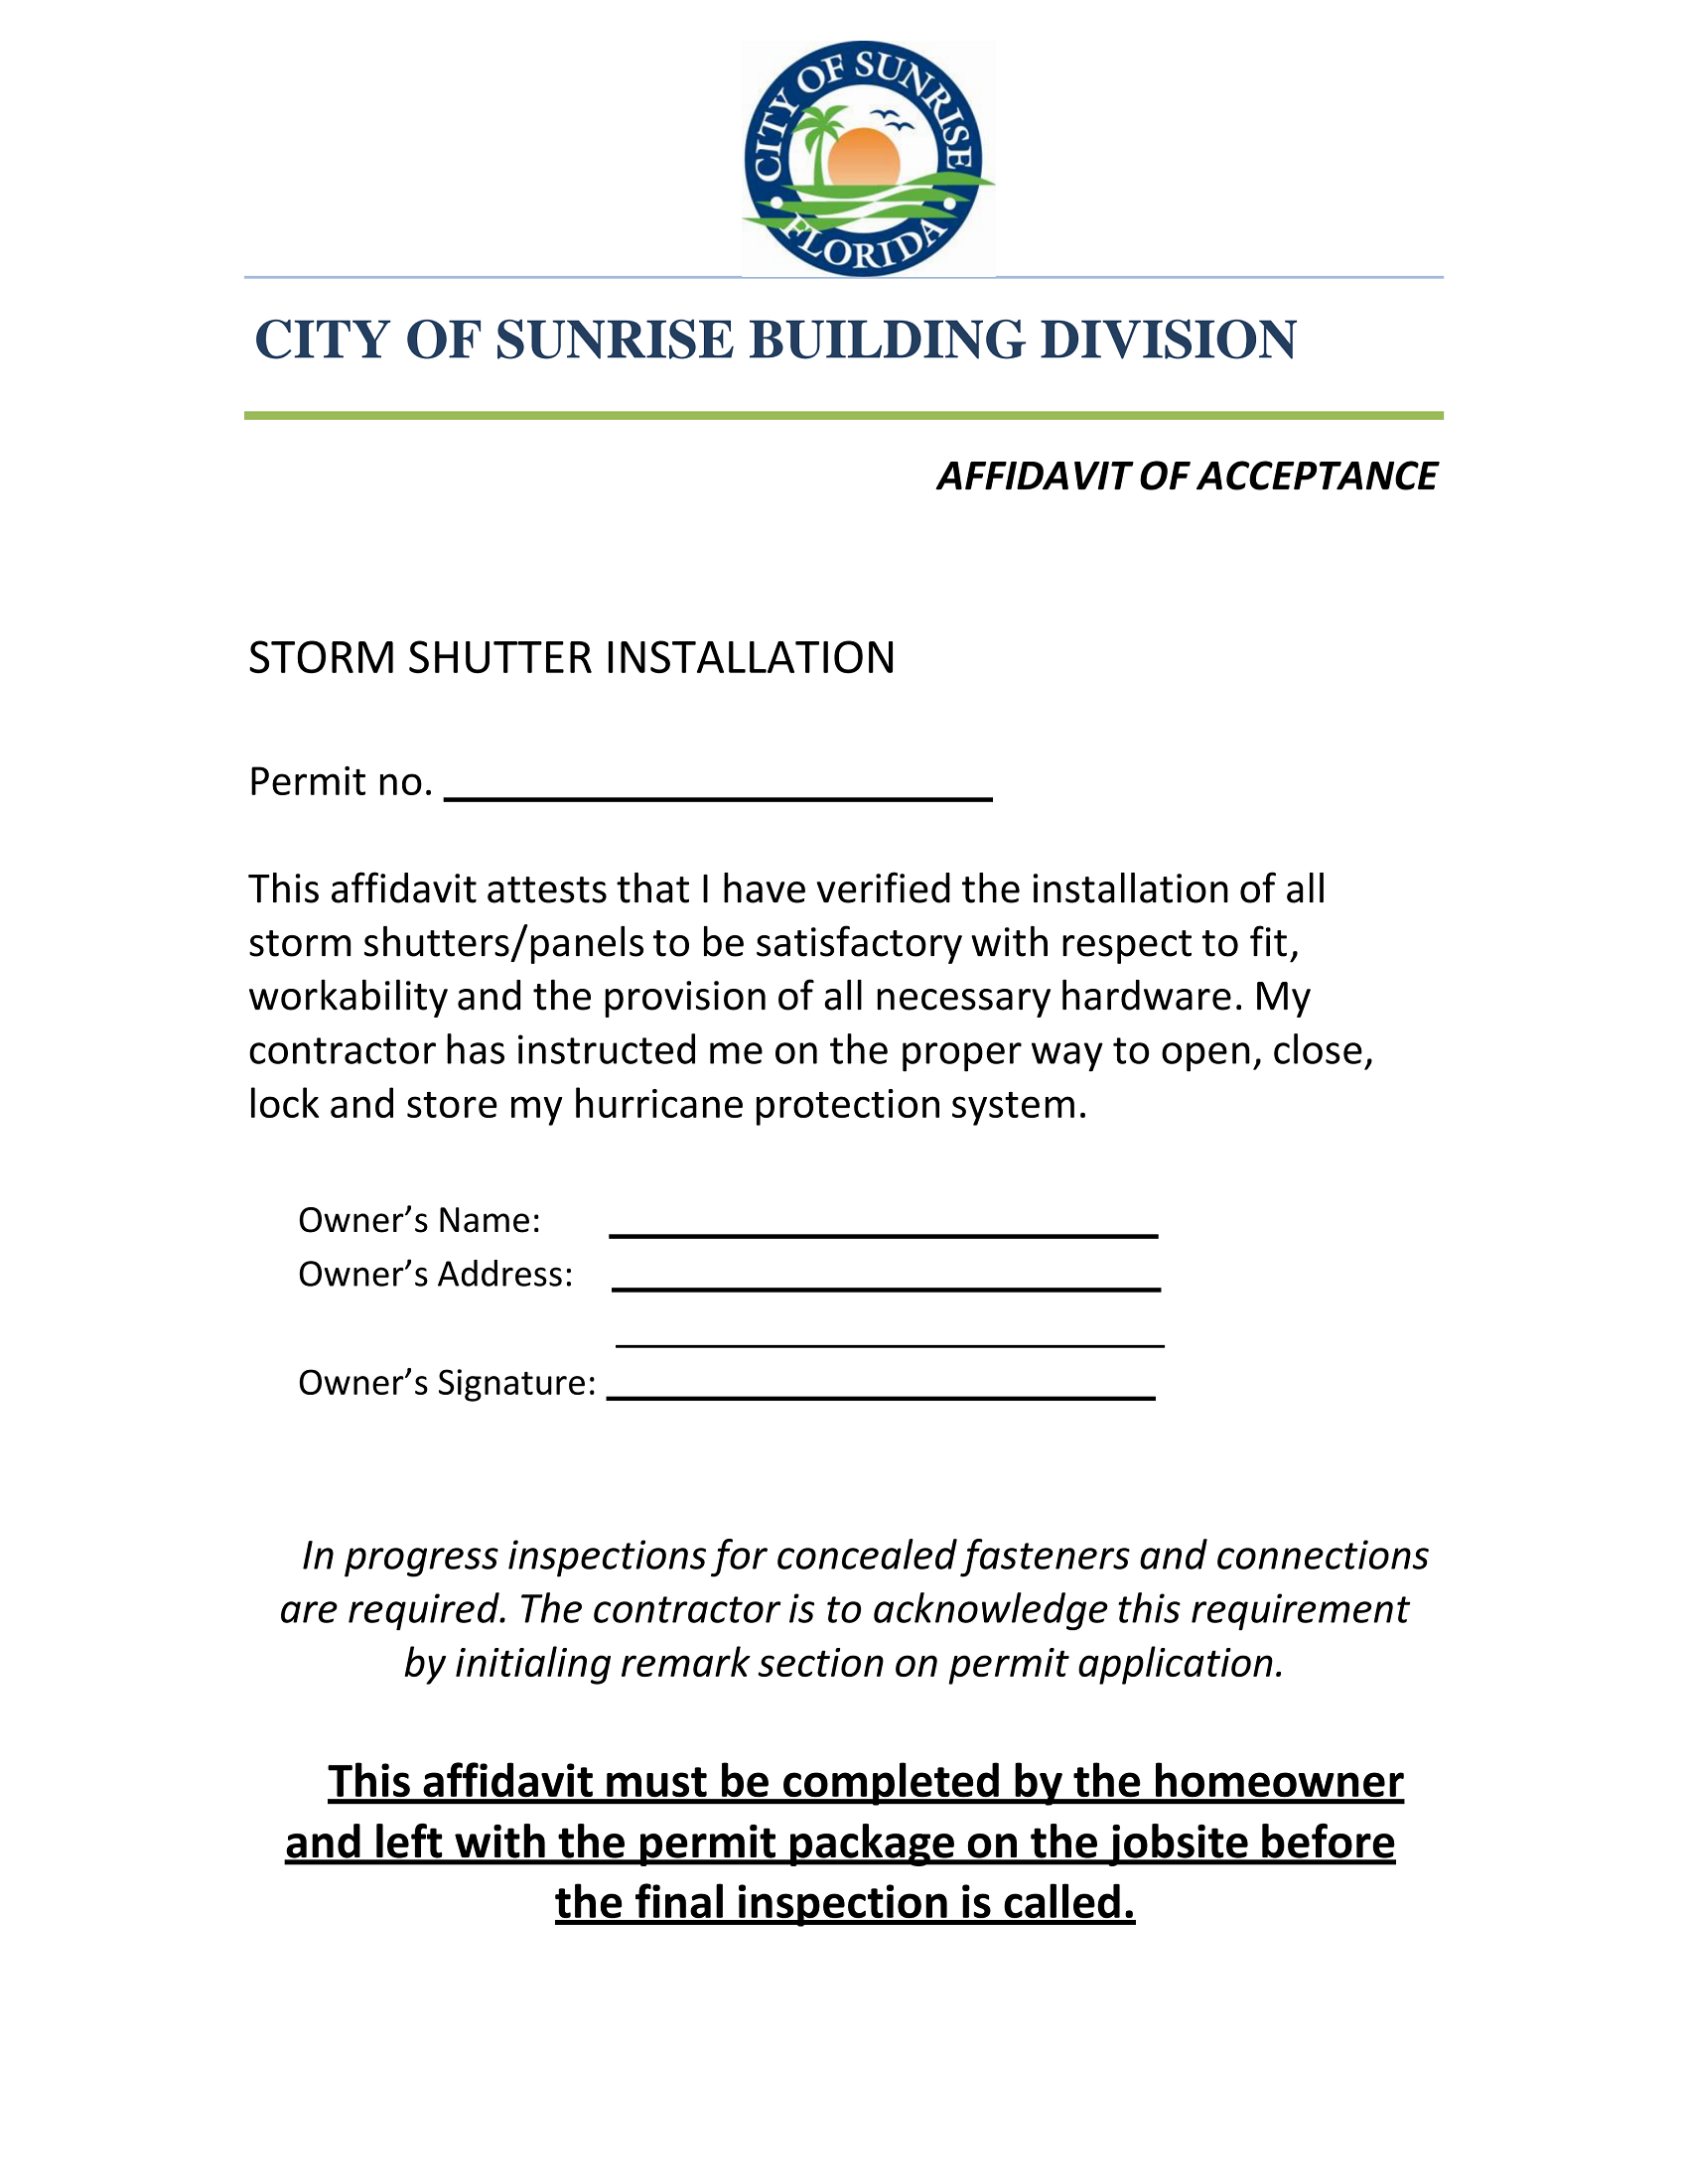 CITY OF SUNRISE
FLORIDA
CITY OF SUNRISE BUILDING DIVISION
AFFIDAVIT OF ACCEPTANCE
STORM SHUTTER INSTALLATION
Permit no.
This affidavit attests that I have verified the installation of all
storm shutters/panels to be satisfactory with respect to fit,
workability and the provision of all necessary hardware. My
contractor has instructed me on the proper way to open, close,
lock and store my hurricane protection system.
Owner’s Name:
Owner’s Address:
Owner’s Signature:
In progress inspections for concealed fasteners and connections
are required. The contractor is to acknowledge this requirement
by initialing remark section on permit application.
This affidavit must be completed by the homeowner
and left with the permit package on the jobsite before
the final inspection is called.